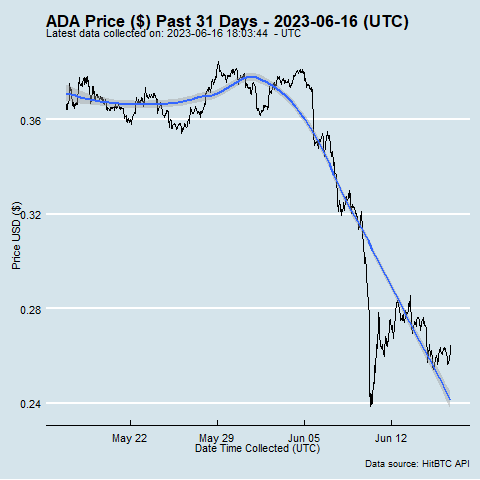 ADA Price ($) Past 31 Days - 2023-06-16 (UTC)
Latest data collected on: 2023-06-16 18:03:44 - UTC
Price USD ($)
0.36
0.32
0.28
0.24
May 22 May 29 Jun 05 Jun 12
Date Time Collected (UTC)
Data source: HitBTC API